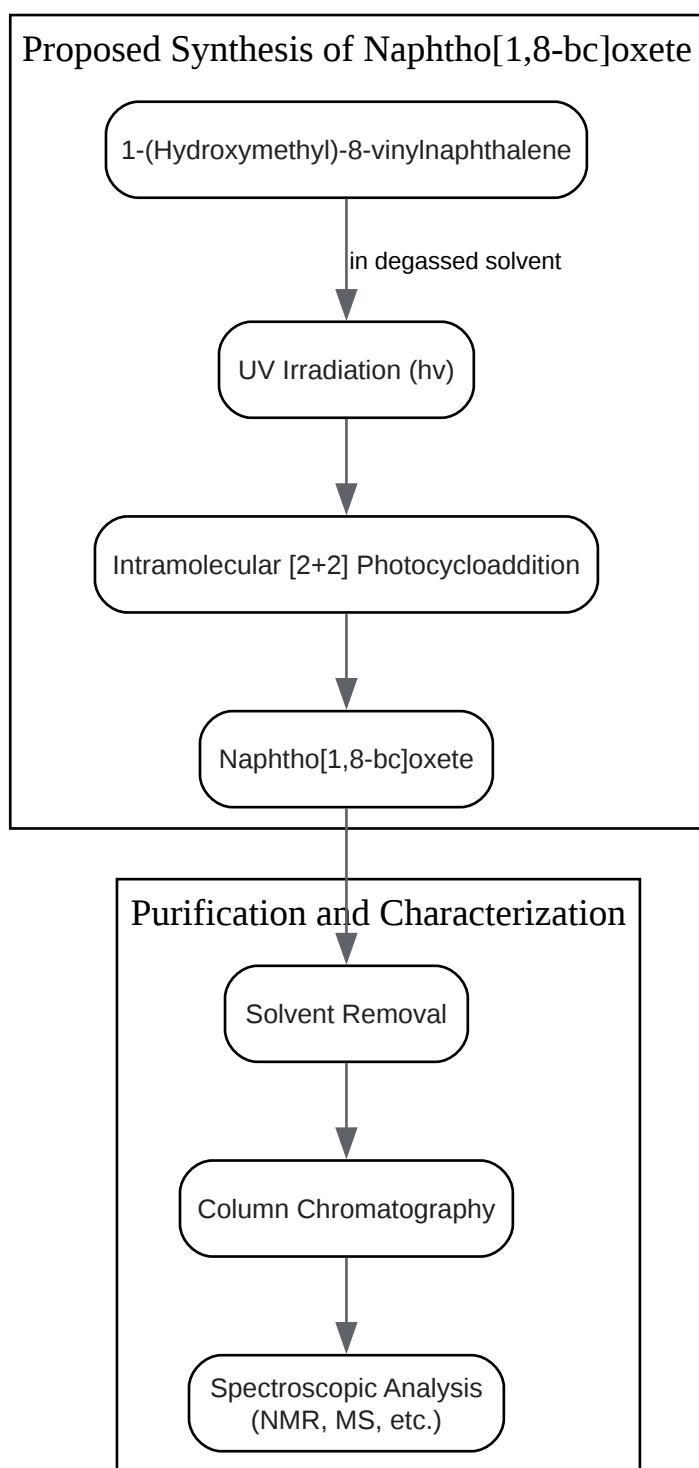 Proposed Synthesis of Naphtho[1,8-bc]oxete
1-(Hydroxymethyl)-8-vinylnaphthalene
in degassed solvent
UV Irradiation (hv)
Intramolecular [2+2] Photocycloaddition
Naphtho[1,8-bc]oxete
Purification and Characterization
Solvent Removal
Column Chromatography
Spectroscopic Analysis
(NMR, MS, etc.)